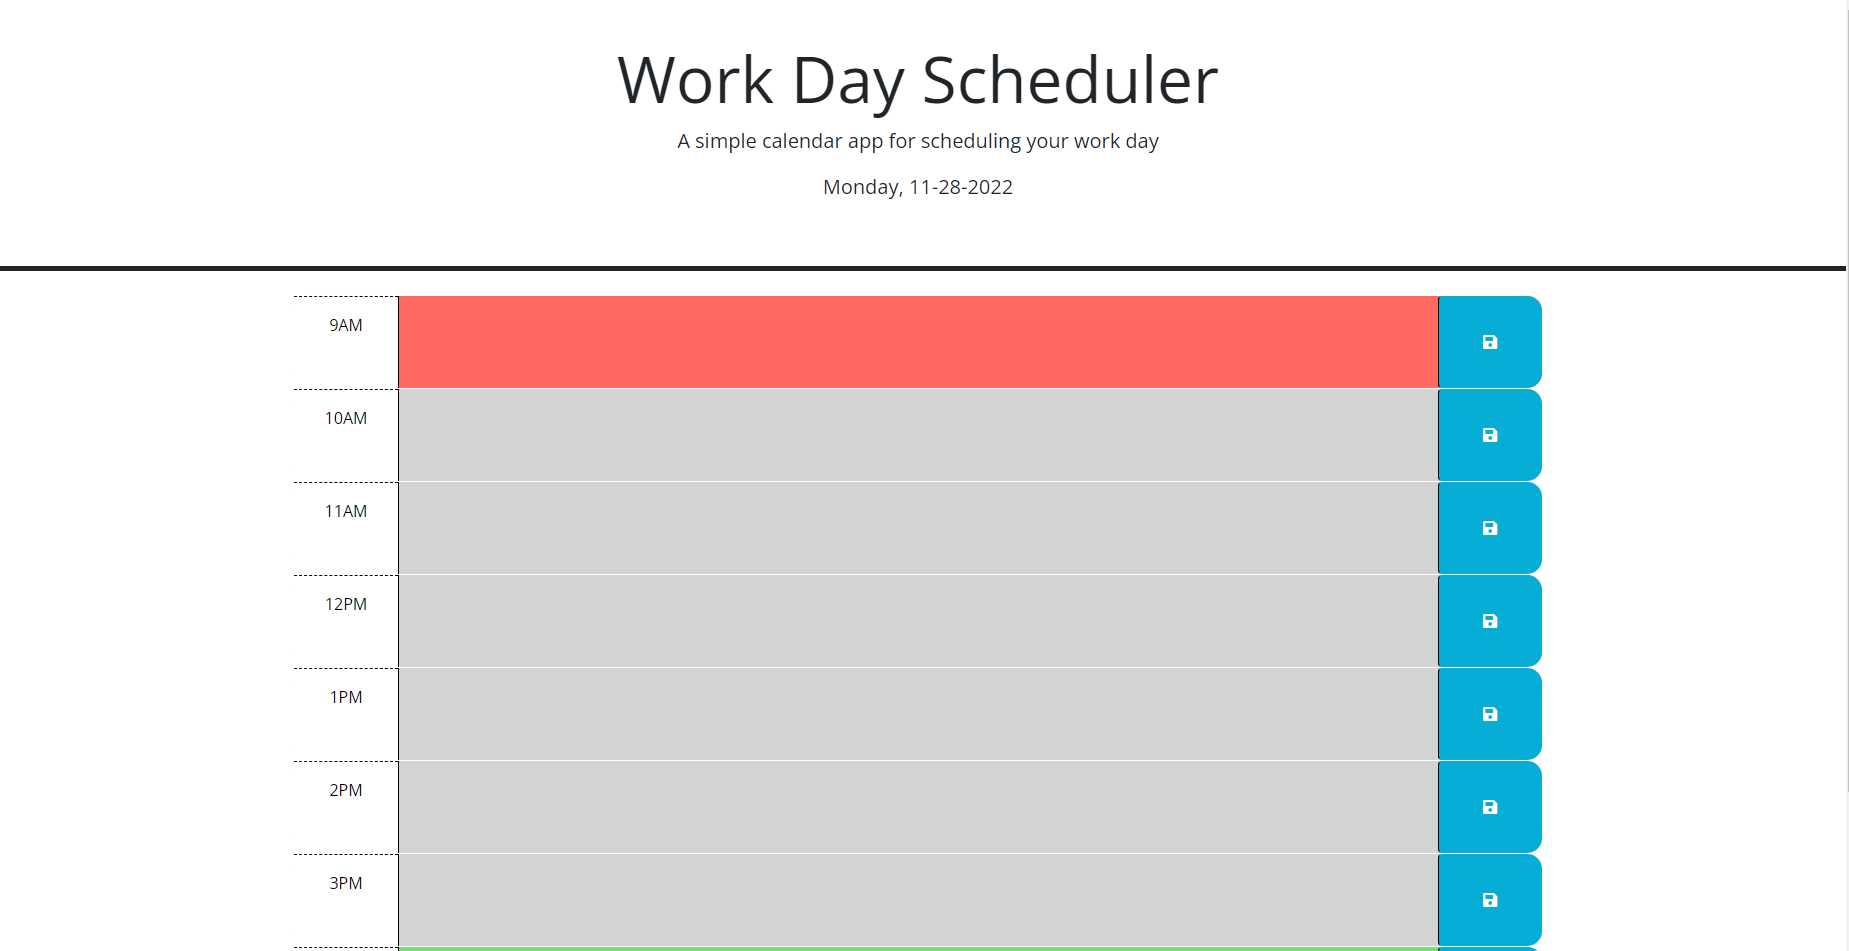 Work Day Scheduler
A simple calendar app for scheduling your work day
Monday, 11-28-2022
9AM
10AM
11AM
12PM
1PM
2PM
3PM